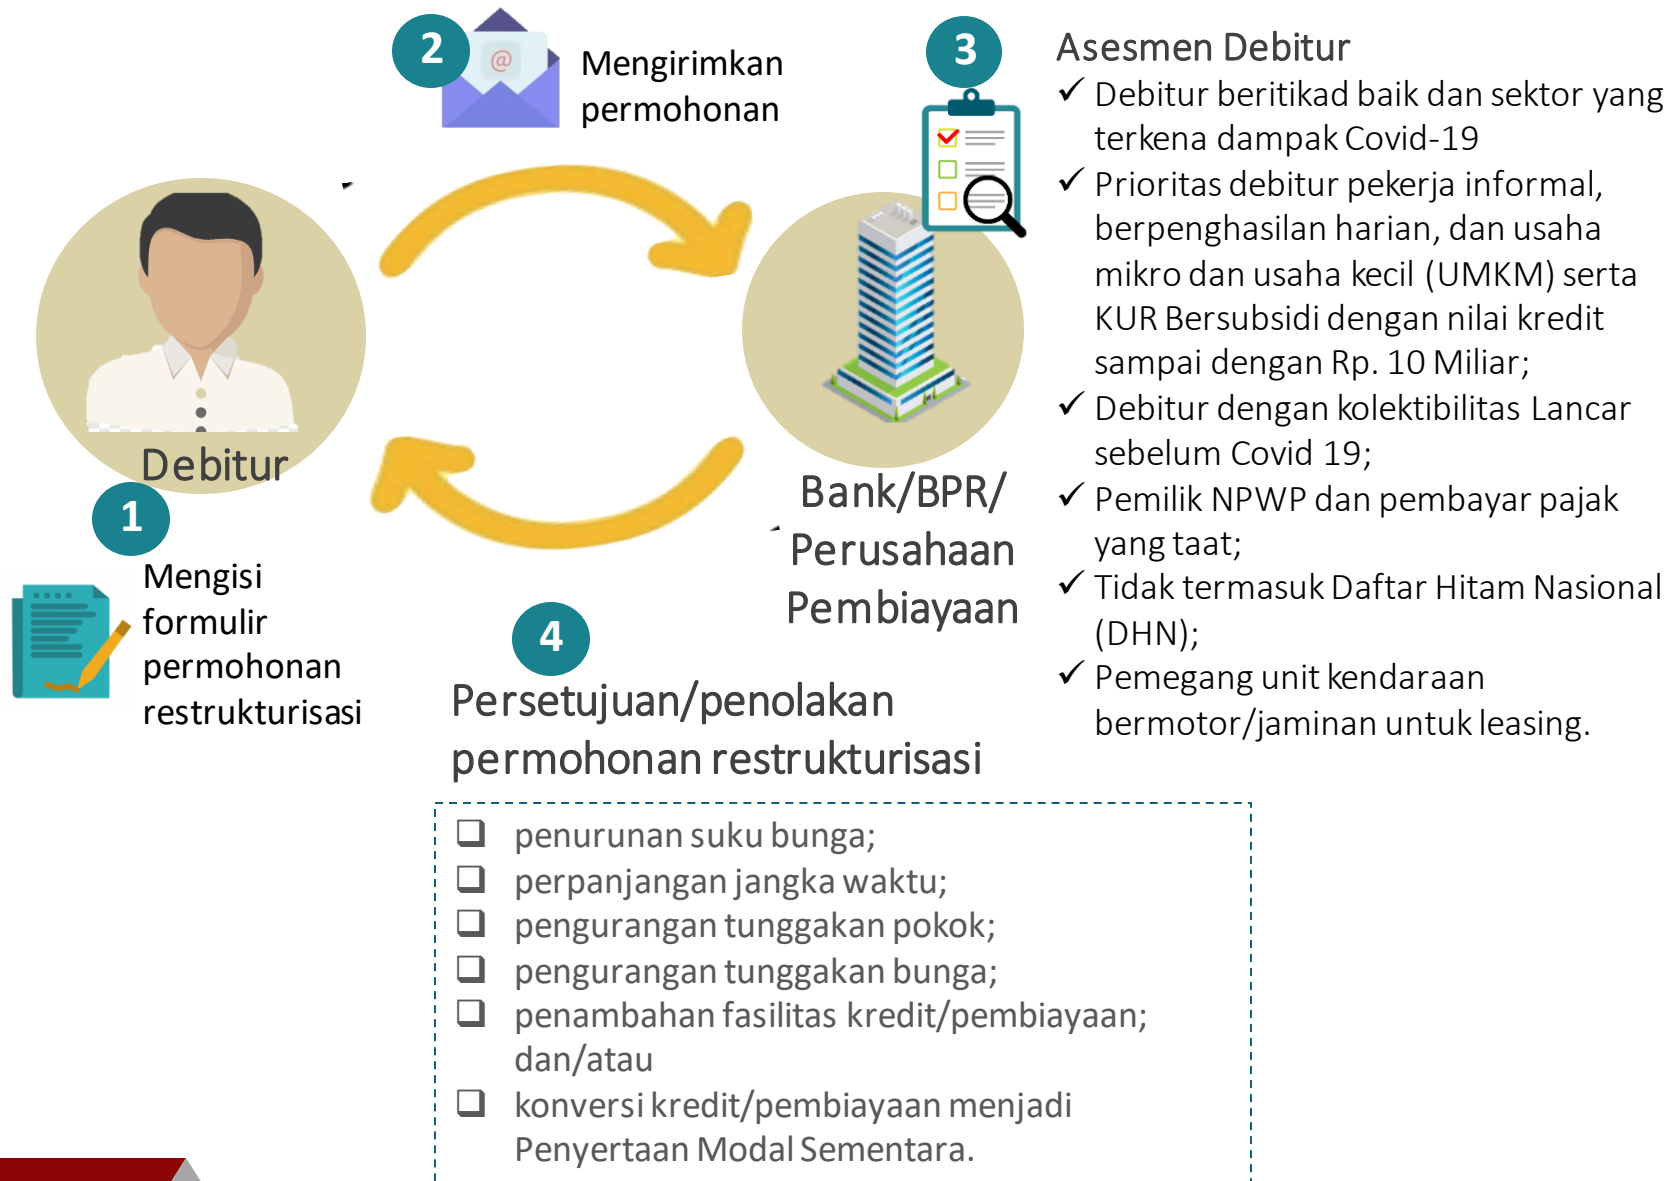 1
Debitur
Mengisi
formulir
permohonan
restrukturisasi
2
@
Mengirimkan
permohonan
Bank/BPR/
Perusahaan
Pembiayaan
3
Asesmen Debitur
✓ Debitur beritikad baik dan sektor yang
terkena dampak Covid-19
✓ Prioritas debitur pekerja informal,
berpenghasilan harian, dan usaha
mikro dan usaha kecil (UMKM) serta
KUR Bersubsidi dengan nilai kredit
sampai dengan Rp. 10 Miliar;
✓ Debitur dengan kolektibilitas Lancar
sebelum Covid 19;
✓ Pemilik NPWP dan pembayar pajak
yang taat;
✓ Tidak termasuk Daftar Hitam Nasional
(DHN);
✓ Pemegang unit kendaraan
bermotor/jaminan untuk leasing.
4
Persetujuan/penolakan
permohonan restrukturisasi
❑ penurunan suku bunga;
❑ perpanjangan jangka waktu;
❑ pengurangan tunggakan pokok;
❑ pengurangan tunggakan bunga;
❑ penambahan fasilitas kredit/pembiayaan;
dan/atau
❑ konversi kredit/pembiayaan menjadi
Penyertaan Modal Sementara.